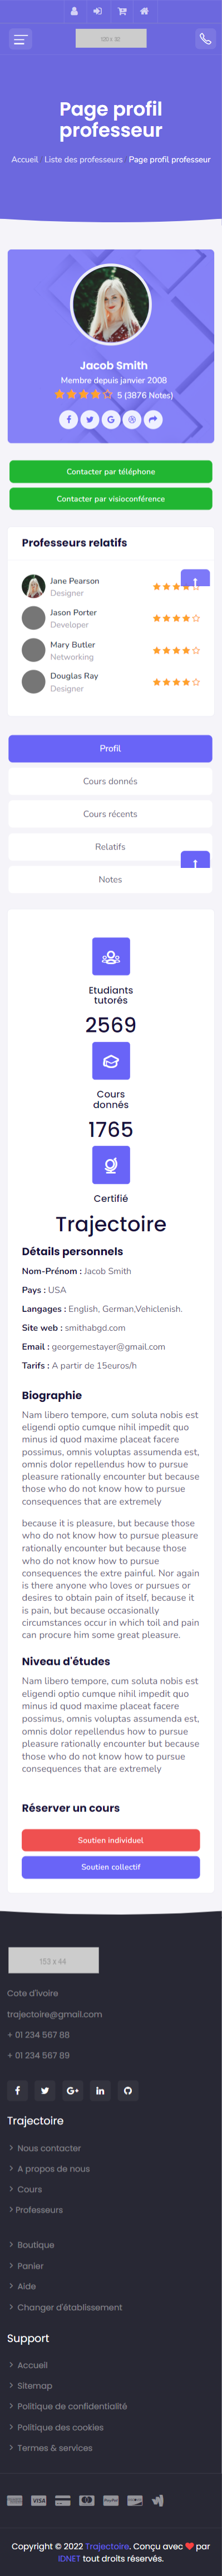 Page profil
professeur
Accueil Liste des professeurs Page profil professeur
Jacob Smith
Membre depuis janvier 2008
5 (3876 Notes)
Contacter par téléphone
Contacter par visioconférence
Professeurs relatifs
Jane Pearson
Designer
Jason Porter
Developer
Mary Butler
Networking
Douglas Ray
Designer
Profil
Cours donnés
Cours récents
Relatifs
Notes
Etudiants
tutorés
2569
Cours
donnés
1765
Certifié
Trajectoire
Détails personnels
Nom-Prénom : Jacob Smith
Pays : USA
Langages : English, German,Vehiclenish.
Site web : smithabgd.com
Email : georgemestayer@gmail.com
Tarifs : A partir de 15euros/h
Biographie
Nam libero tempore, cum soluta nobis est
eligendi optio cumque nihil impedit quo
minus id quod maxime placeat facere
possimus, omnis voluptas assumenda est,
omnis dolor repellendus how to pursue
pleasure rationally encounter but because
those who do not know how to pursue
consequences that are extremely
because it is pleasure, but because those
who do not know how to pursue pleasure
rationally encounter but because those
who do not know how to pursue
consequences the extre painful. Nor again
is there anyone who loves or pursues or
desires to obtain pain of itself, because it
is pain, but because occasionally
circumstances occur in which toil and pain
can procure him some great pleasure.
Niveau d'études
Nam libero tempore, cum soluta nobis est
eligendi optio cumque nihil impedit quo
minus id quod maxime placeat facere
possimus, omnis voluptas assumenda est,
omnis dolor repellendus how to pursue
pleasure rationally encounter but because
those who do not know how to pursue
consequences that are extremely
Réserver un cours
Soutien individuel
Soutien collectif
153 x 44
Cote d'ivoire
trajectoire@gmail.com
+ 01 234 567 88
+ 01 234 567 89
Trajectoire
Nous contacter
A propos de nous
Cours
Professeurs
Boutique
Panier
Aide
Changer d'établissement
Support
Accueil
Sitemap
Politique de confidentialité
Politique des cookies
Termes & services
VISA
Copyright © 2022 Trajectoire. Conçu avec par
IDNET tout droits réservés.